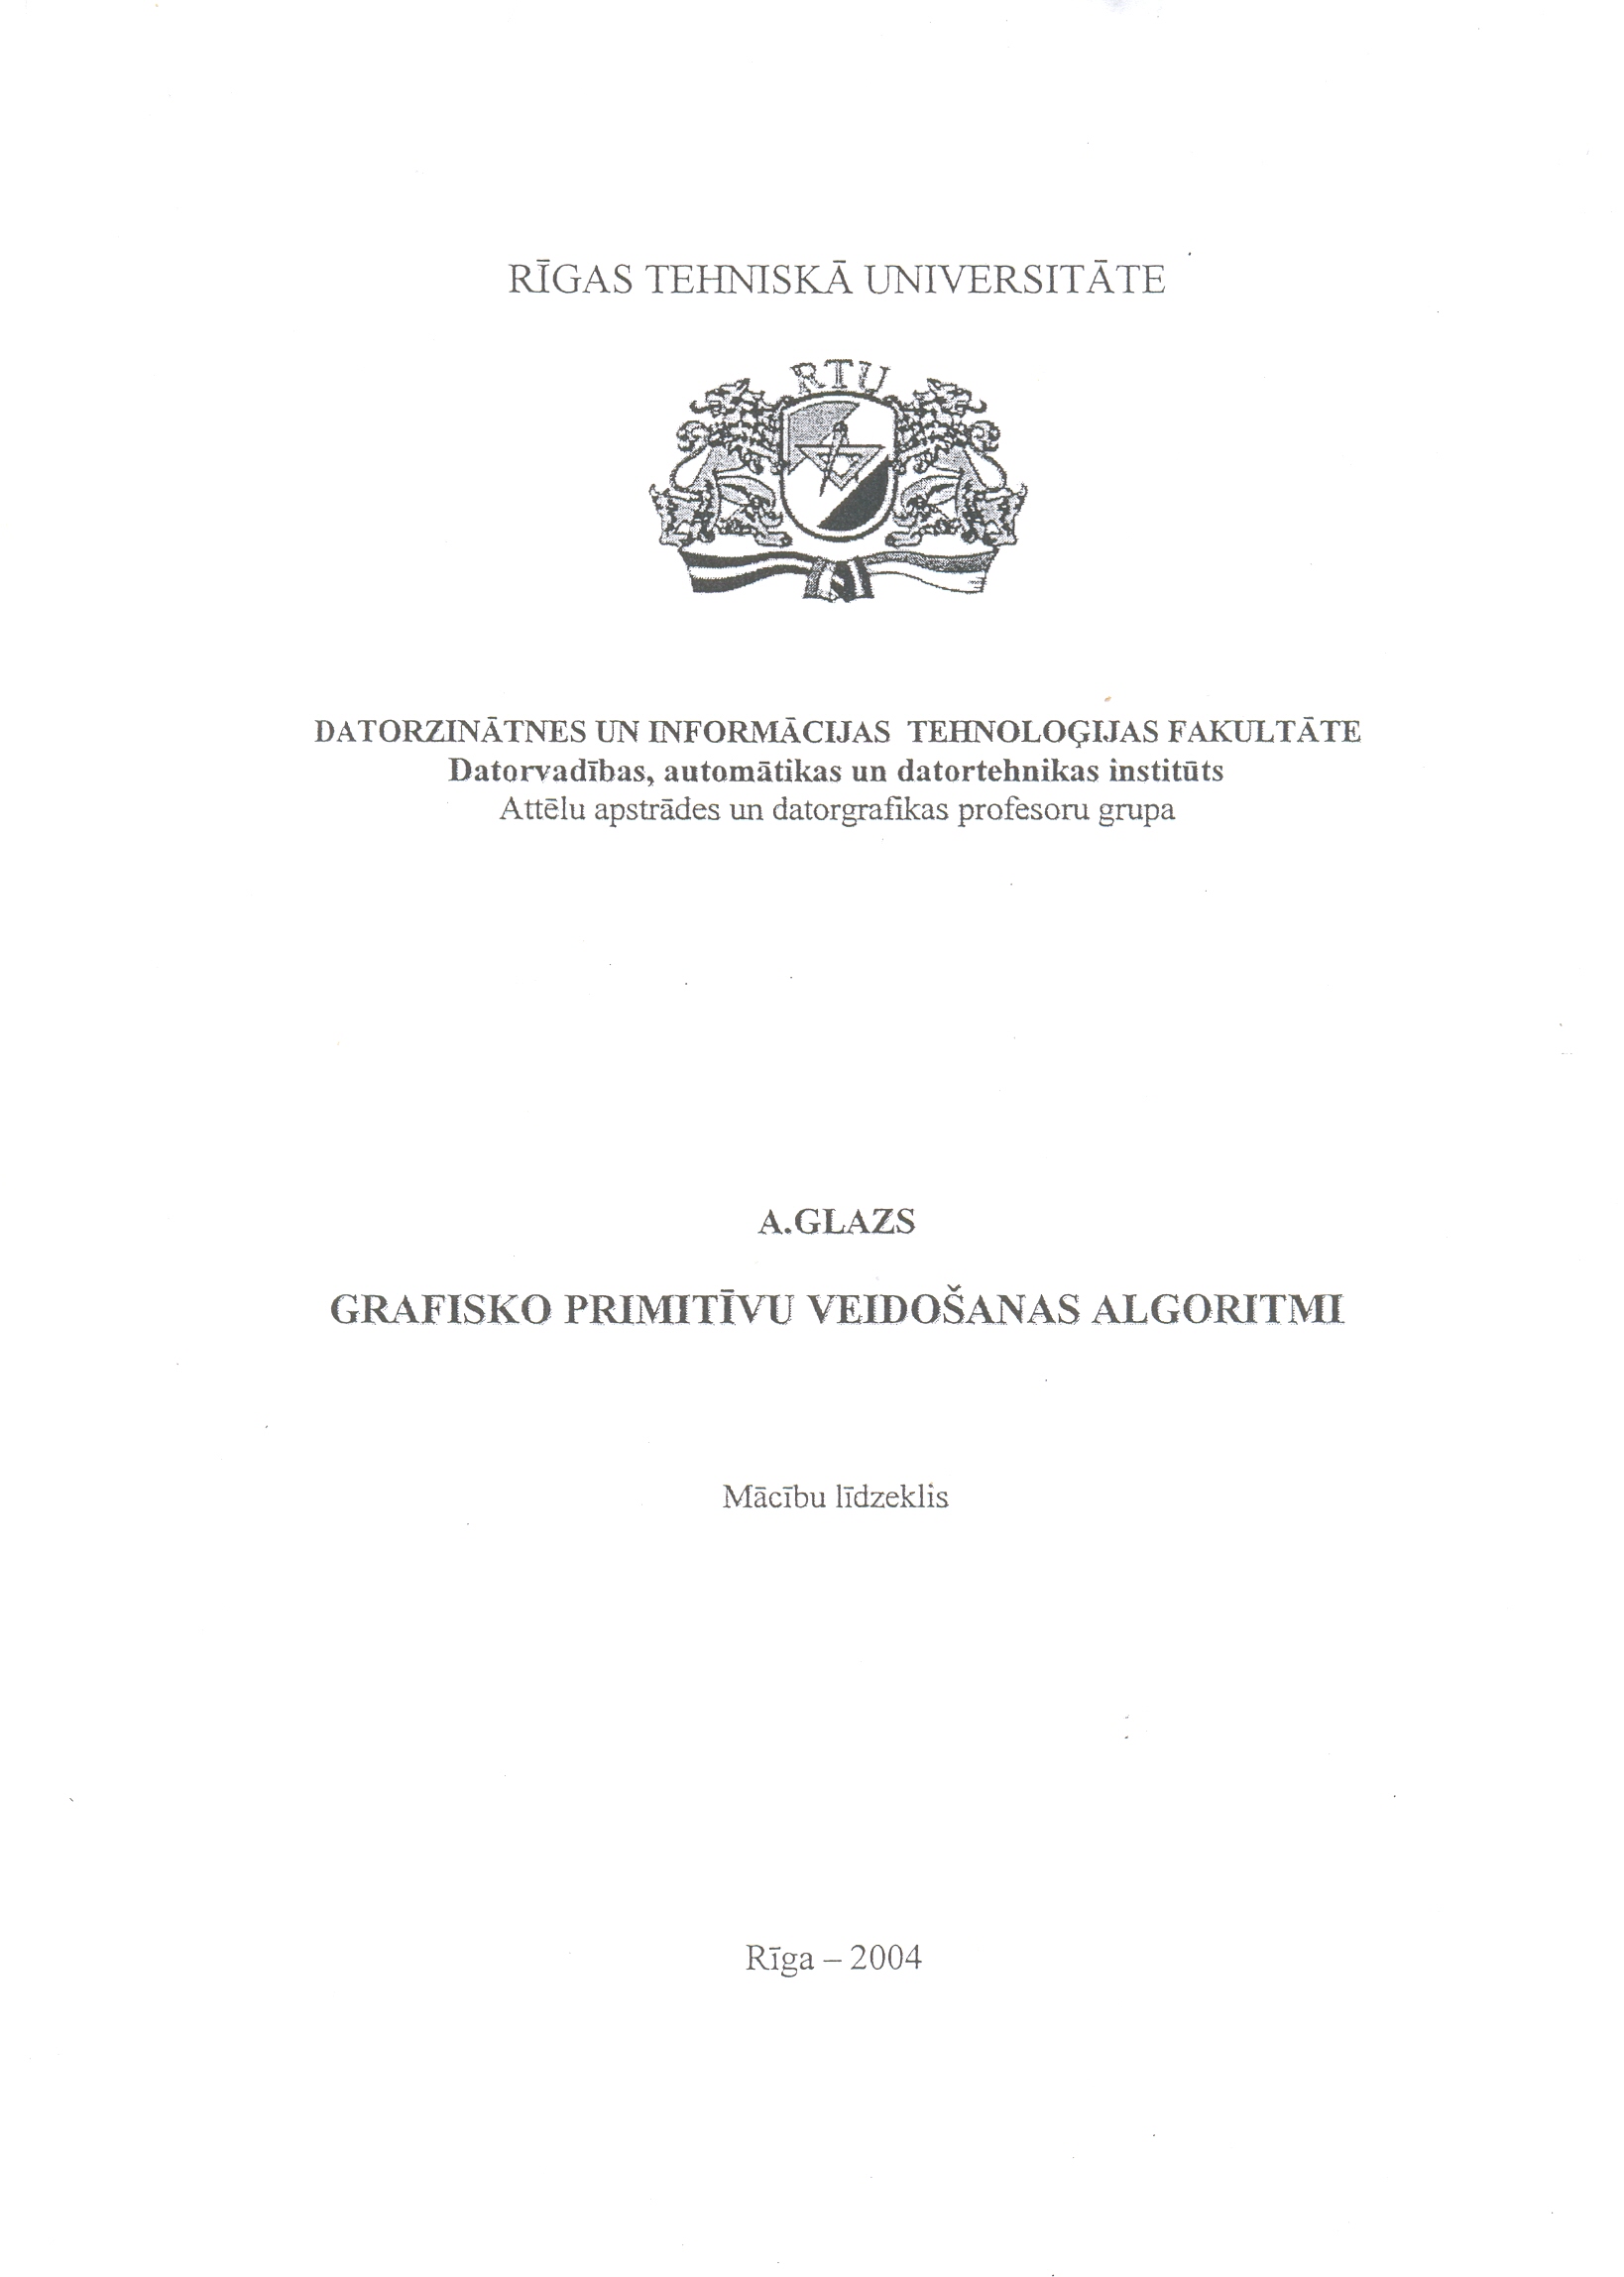 RĪGAS TEHNISKĀ UNIVERSITĀTE
RTU
DATORZINĀTNES UN INFORMĀCIJAS TEHNOLOĢIJAS FAKULTĀTE
Datorvadības, automātikas un datortehnikas institūts
Attēlu apstrādes un datorgrafikas profesoru grupa
A.GLAZS
GRAFISKO PRIMITĪVU VEIDOŠANAS ALGORITMI
Mācību līdzeklis
Rīga – 2004